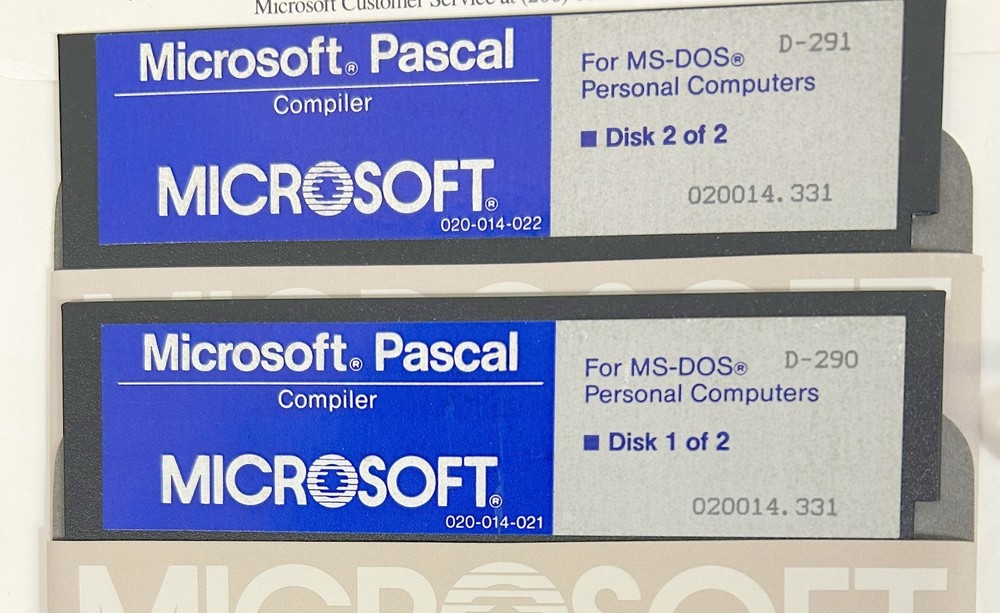 Microsoft Customer Service at
Microsoft® Pascal
Compiler
MICROSOFT®
020-014-022
D-291
For MS-DOS®
Personal Computers
■ Disk 2 of 2
020014.331
MICROSOFT
Microsoft® Pascal
Compiler
MICROSOFT®
020-014-021
D-290
For MS-DOS®
Personal Computers
■ Disk 1 of 2
020014.331
MICROSOFT